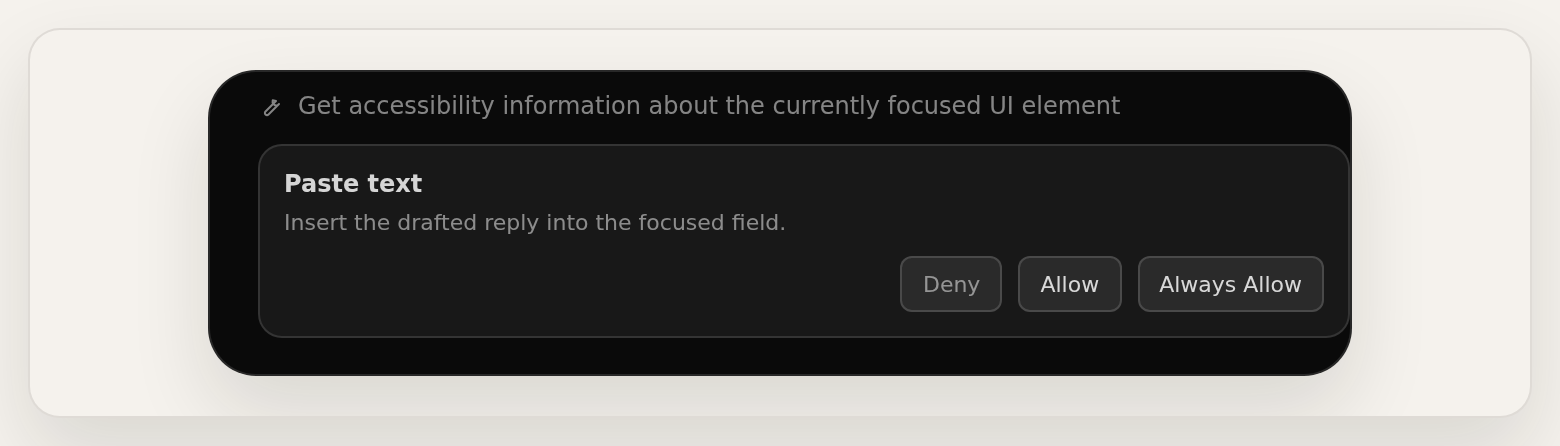 Get accessibility information about the currently focused UI element
Paste text
Insert the drafted reply into the focused field.
Deny
Allow
Always Allow